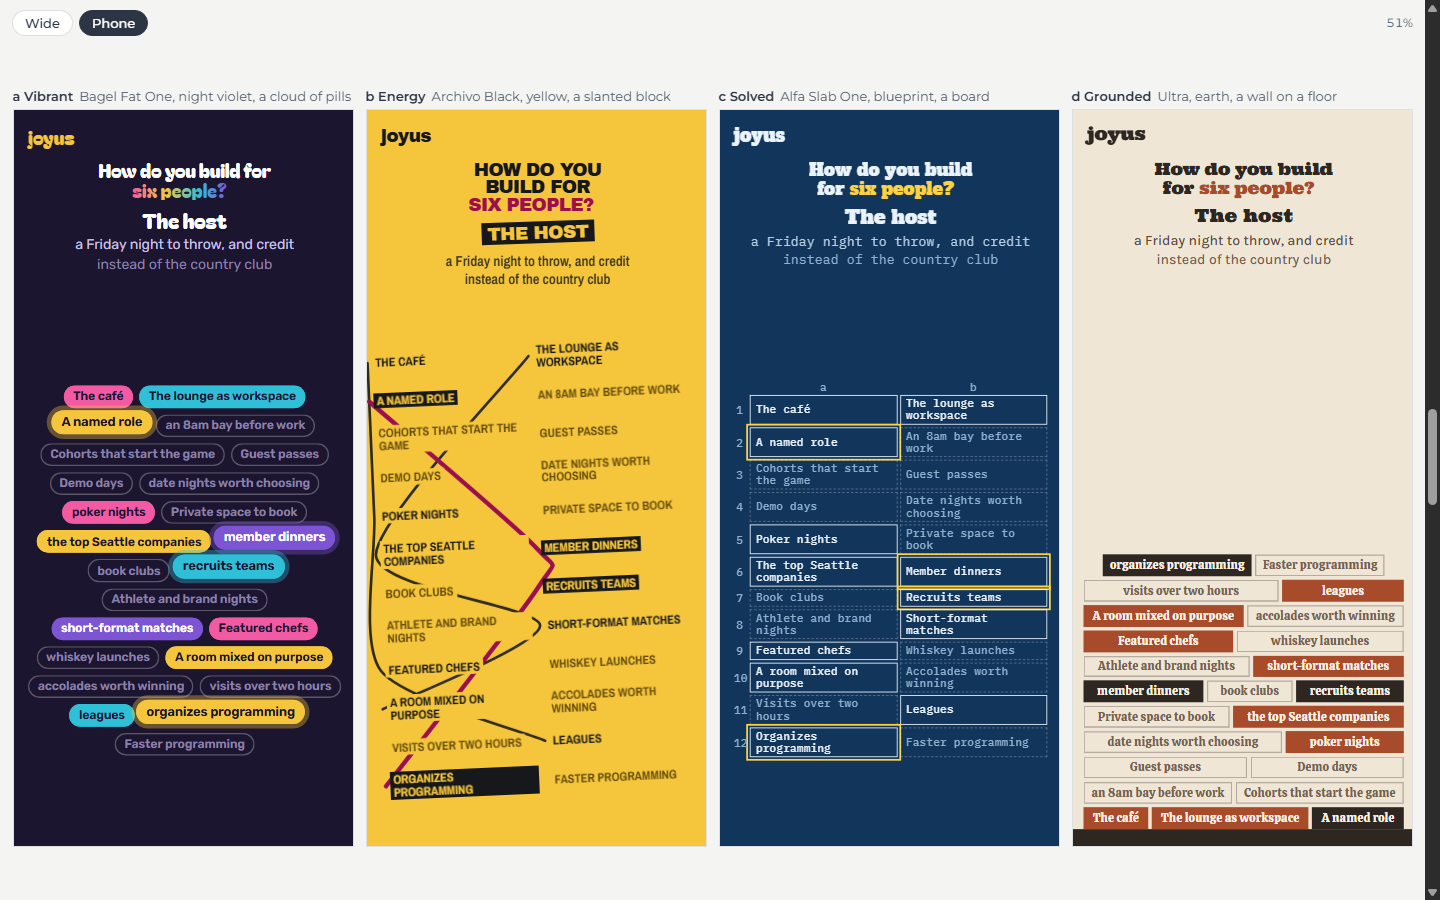 Wide
Phone
51%
a Vibrant Bagel Fat One, night violet, a cloud of pills
joyus
How do you build for
six people?
The host
a Friday night to throw, and credit
instead of the country club
The café
The lounge as workspace
A named role
an 8am bay before work
Cohorts that start the game
Guest passes
Demo days
date nights worth choosing
poker nights
Private space to book
the top Seattle companies
member dinners
book clubs
recruits teams
Athlete and brand nights
short-format matches
Featured chefs
whiskey launches
A room mixed on purpose
accolades worth winning
visits over two hours
leagues
organizes programming
Faster programming
b Energy Archivo Black, yellow, a slanted block
joyus
HOW DO YOU
BUILD FOR
SIX PEOPLE?
THE HOST
a Friday night to throw, and credit
instead of the country club
THE CAFÉ
THE LOUNGE AS
WORKSPACE
A NAMED ROLE
AN 8AM BAY BEFORE WORK
COHORTS THAT START THE
GAME
GUEST PASSES
DEMO DAYS
DATE NIGHTS WORTH
CHOOSING
POKER NIGHTS
PRIVATE SPACE TO BOOK
THE TOP SEATTLE
COMPANIES
MEMBER DINNERS
BOOK CLUBS
RECRUITS TEAMS
ATHLETE AND BRAND
NIGHTS
SHORT-FORMAT MATCHES
FEATURED CHEFS
WHISKEY LAUNCHES
A ROOM MIXED ON
PURPOSE
ACCOLADES WORTH
WINNING
VISITS OVER TWO HOURS
LEAGUES
ORGANIZES
PROGRAMMING
FASTER PROGRAMMING
c Solved Alfa Slab One, blueprint, a board
joyus
How do you build
for six people?
The host
a Friday night to throw, and credit
instead of the country club
a
b
1
The café
The lounge as
workspace
2
A named role
An 8am bay before
work
3
Cohorts that start
the game
Guest passes
4
Demo days
Date nights worth
choosing
5
Poker nights
Private space to
book
6
The top Seattle
companies
Member dinners
7
Book clubs
Recruits teams
8
Athlete and brand
nights
Short-format
matches
9
Featured chefs
Whiskey launches
10
A room mixed on
purpose
Accolades worth
winning
11
Visits over two
hours
Leagues
12
Organizes
programming
Faster programming
d Grounded Ultra, earth, a wall on a floor
joyus
How do you build
for six people?
The host
a Friday night to throw, and credit
instead of the country club
organizes programming
Faster programming
visits over two hours
leagues
A room mixed on purpose
accolades worth winning
Featured chefs
whiskey launches
Athlete and brand nights
short-format matches
member dinners
book clubs
recruits teams
Private space to book
the top Seattle companies
date nights worth choosing
poker nights
Guest passes
Demo days
an 8am bay before work
Cohorts that start the game
The café
The lounge as workspace
A named role